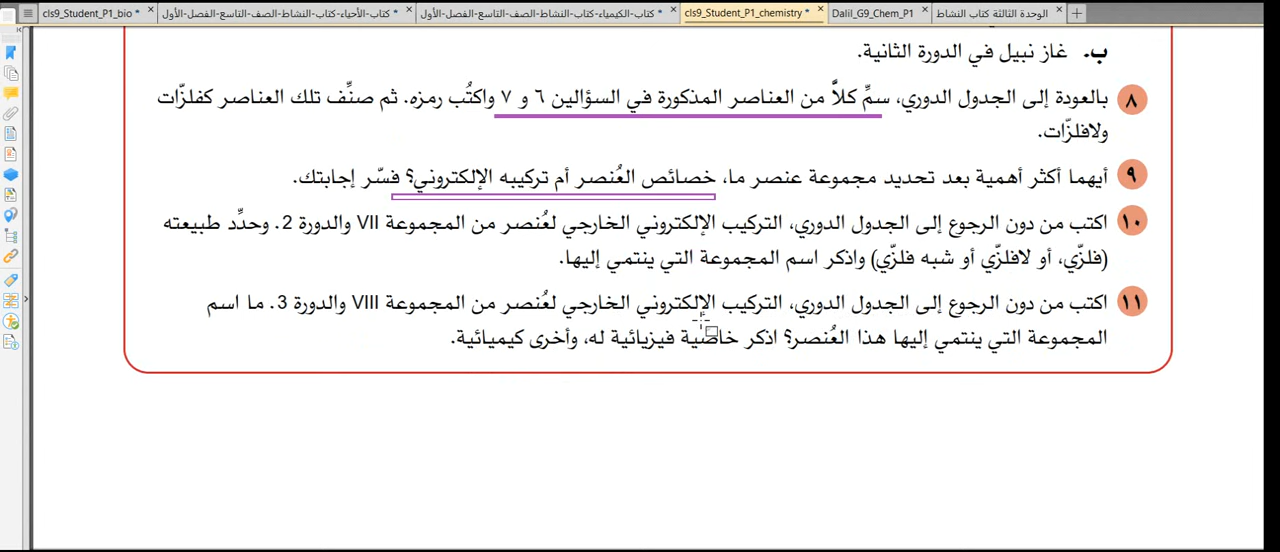 cls9_Student_P1_bio *
كتاب-الأحياء-كتاب-النشاط-الصف-التاسع-الفصل-الأول *
كتاب-الكيمياء-كتاب-النشاط-الصف-التاسع-الفصل-الأول *
cls9_Student_P1_chemistry *
Dalil_G9_Chem_P1
الوحدة الثالثة كتاب النشاط
ب. غاز نبيل في الدورة الثانية.
٨ بالعودة إلى الجدول الدوري، سمِّ كلاًّ من العناصر المذكورة في السؤالين ٦ و ٧ واكتُب رمزه. ثم صنِّف تلك العناصر كفلزّات
ولافلزّات.
٩ أيهما أكثر أهمية بعد تحديد مجموعة عنصر ما، خصائص العُنصر أم تركيبه الإلكتروني؟ فسّر إجابتك.
١٠ اكتب من دون الرجوع إلى الجدول الدوري، التركيب الإلكتروني الخارجي لعُنصر من المجموعة VII والدورة 2. وحدِّد طبيعته
(فلزّي، أو لافلزّي أو شبه فلزّي) واذكر اسم المجموعة التي ينتمي إليها.
١١ اكتب من دون الرجوع إلى الجدول الدوري، التركيب الإلكتروني الخارجي لعُنصر من المجموعة VIII والدورة 3. ما اسم
المجموعة التي ينتمي إليها هذا العُنصر؟ اذكر خاصّية فيزيائية له، وأخرى كيميائية.